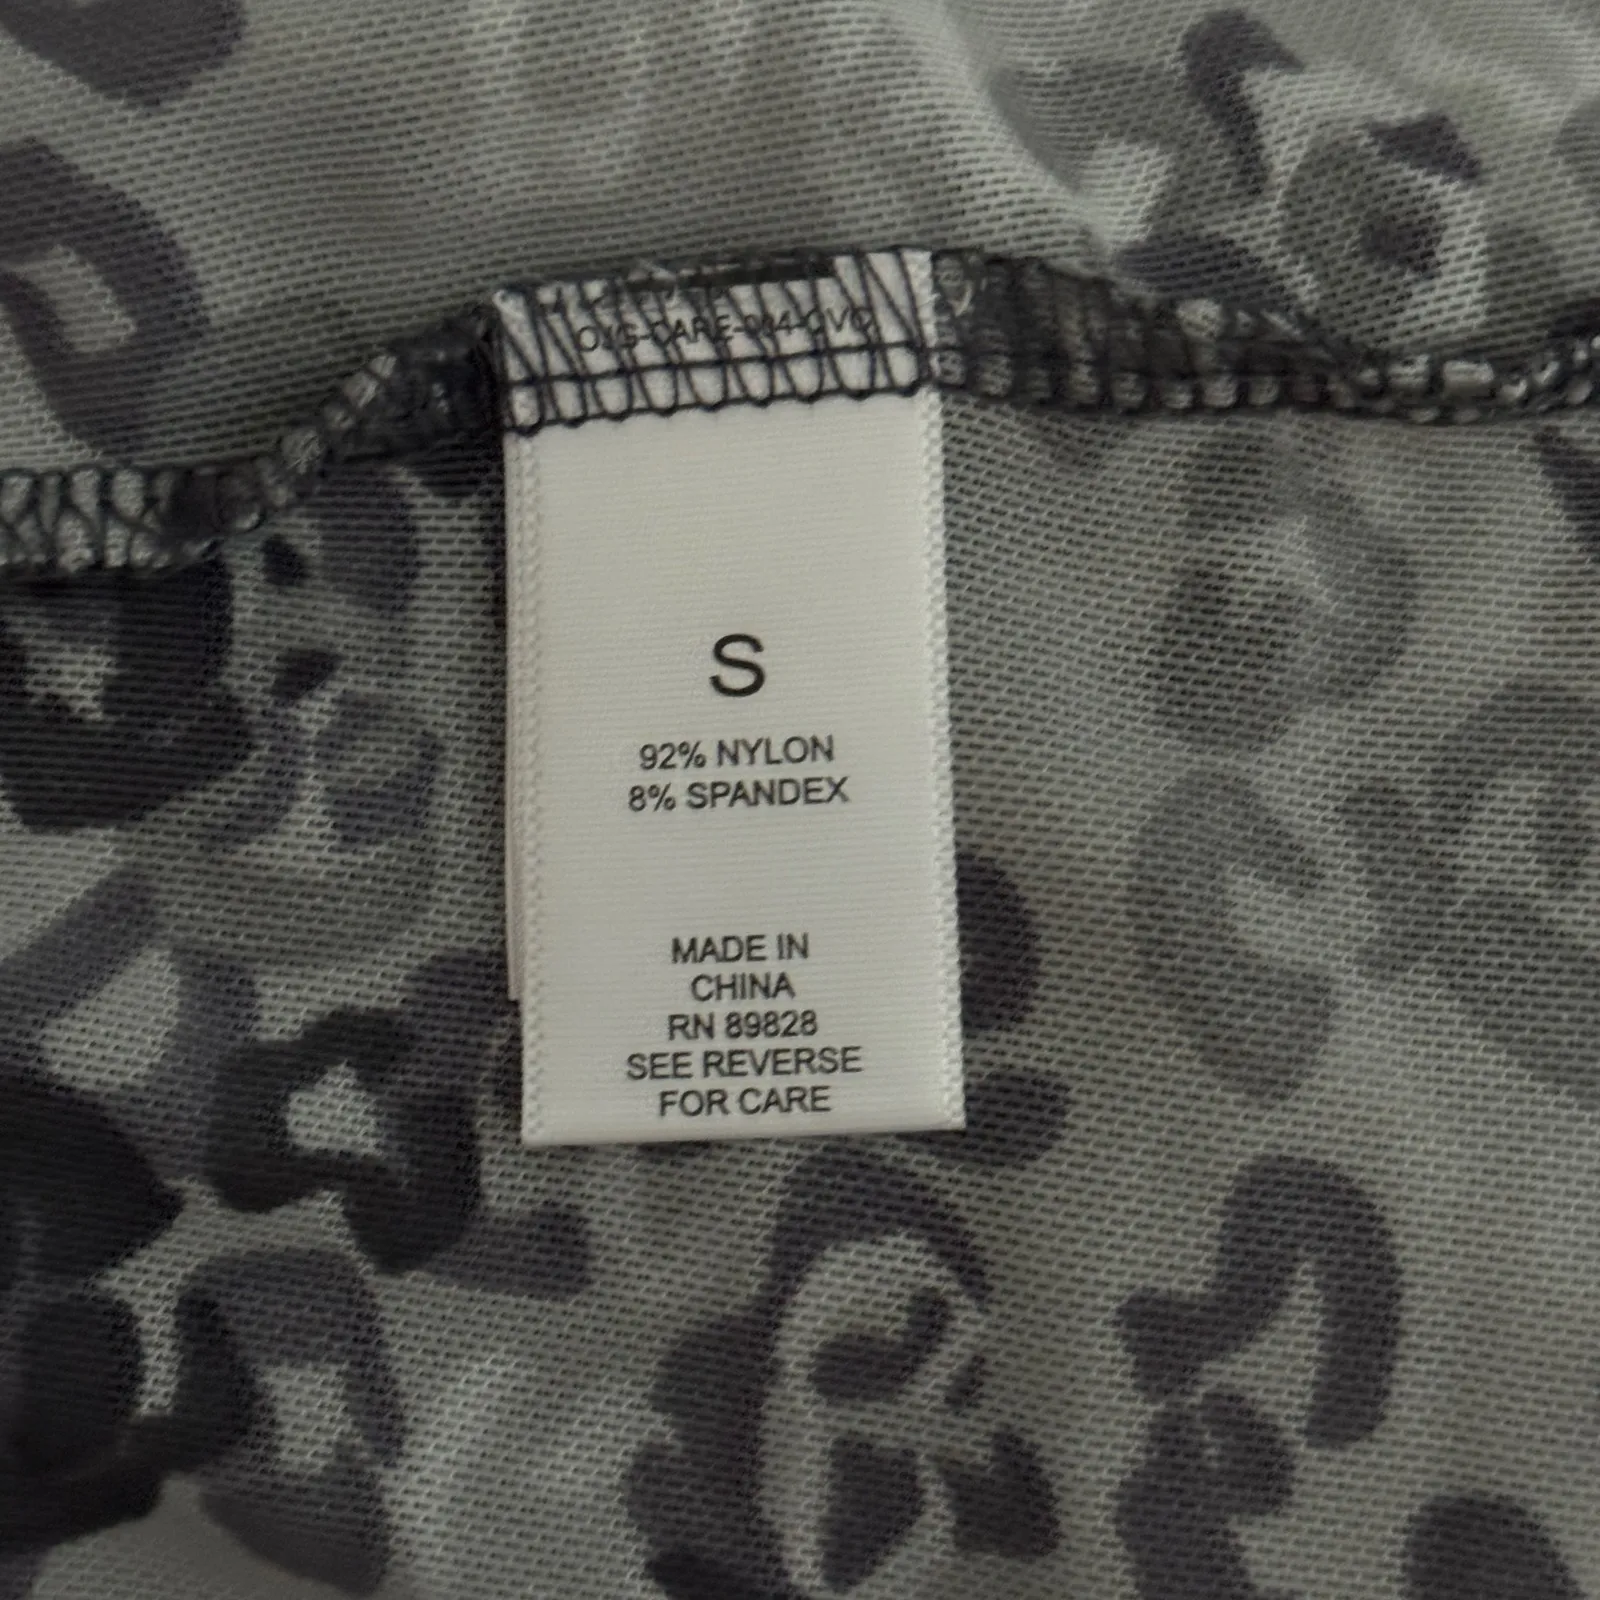 S
92% NYLON
8% SPANDEX
MADE IN
CHINA
RN 89828
SEE REVERSE
FOR CARE